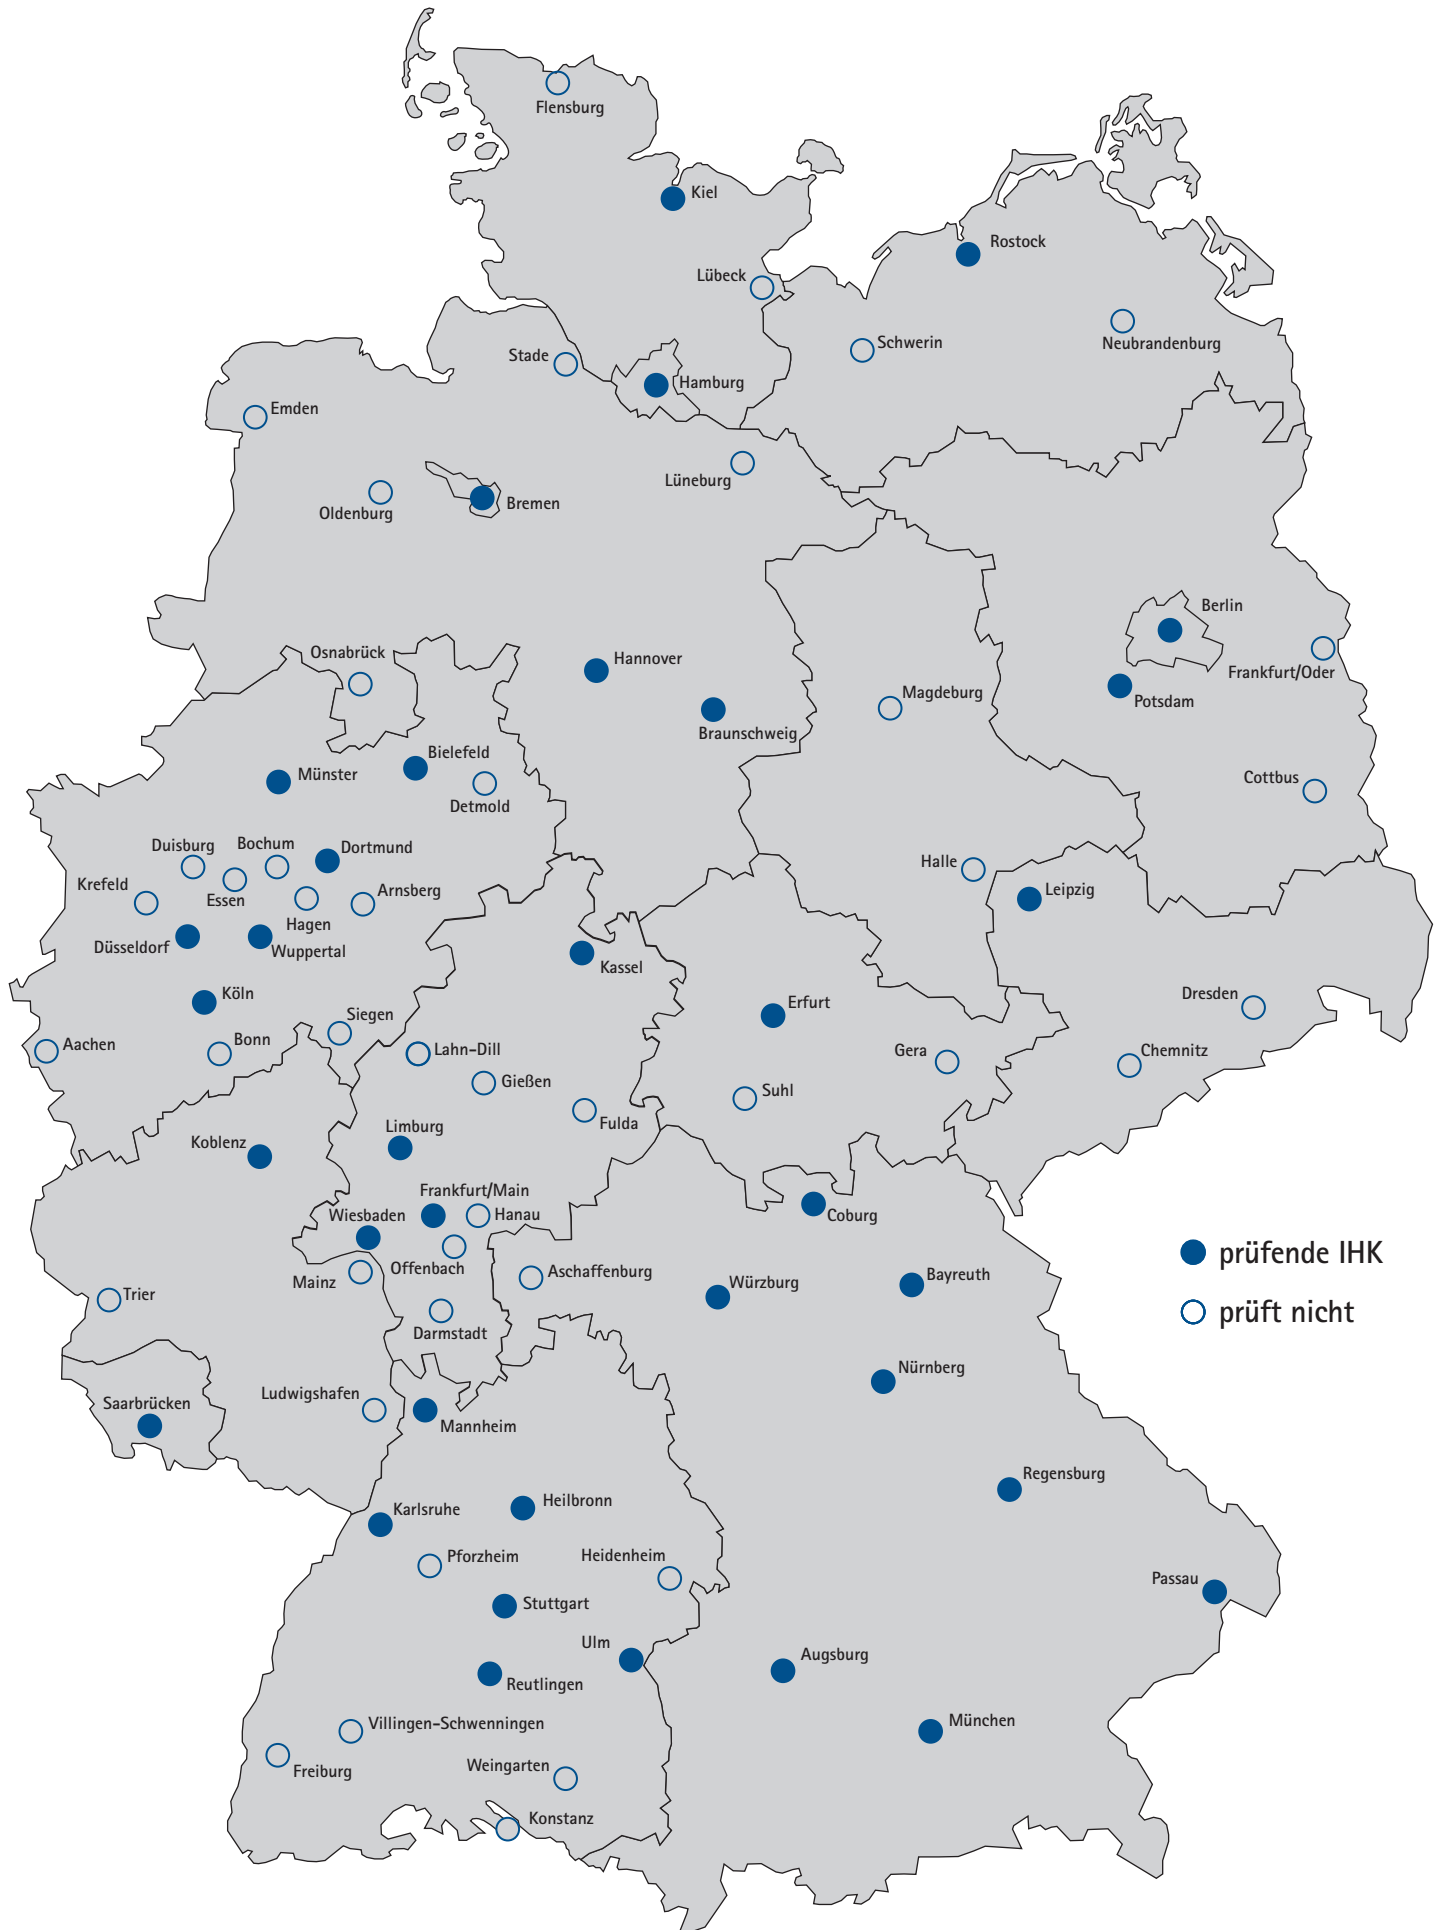 Flensburg
Kiel
Rostock
Lübeck
Schwerin
Neubrandenburg
Stade
Hamburg
Emden
Lüneburg
Oldenburg
Bremen
Berlin
Osnabrück
Hannover
Frankfurt/Oder
Magdeburg
Potsdam
Braunschweig
Bielefeld
Münster
Cottbus
Detmold
Duisburg
Bochum
Dortmund
Halle
Krefeld
Essen
Arnsberg
Leipzig
Hagen
Düsseldorf
Wuppertal
Kassel
Köln
Dresden
Erfurt
Siegen
Aachen
Bonn
Lahn-Dill
Gera
Chemnitz
Gießen
Suhl
Fulda
Limburg
Koblenz
Frankfurt/Main
Wiesbaden
Hanau
Coburg
prüfende IHK
Offenbach
Aschaffenburg
Mainz
Würzburg
Bayreuth
Trier
prüft nicht
Darmstadt
Nürnberg
Ludwigshafen
Saarbrücken
Mannheim
Regensburg
Heilbronn
Karlsruhe
Pforzheim
Heidenheim
Passau
Stuttgart
Ulm
Augsburg
Reutlingen
Villingen-Schwenningen
München
Weingarten
Freiburg
Konstanz